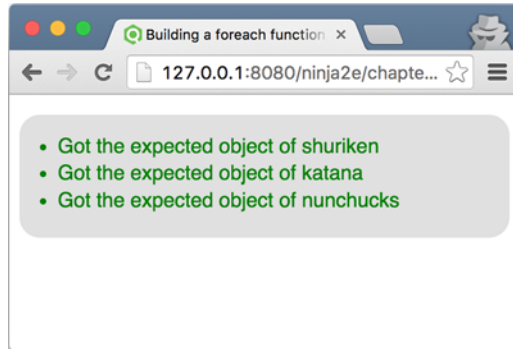 Building a foreach function
127.0.0.1:8080/ninja2e/chapte...
Got the expected object of shuriken
Got the expected object of katana
Got the expected object of nunchucks